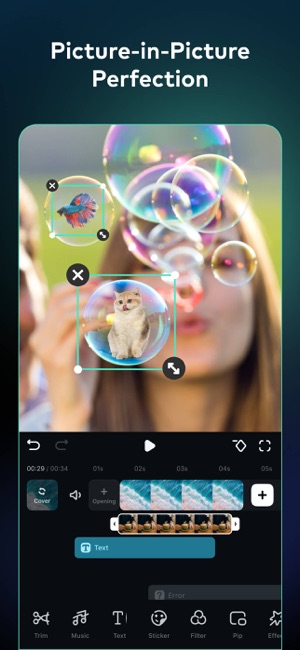 Picture-in-Picture
Perfection
00:29 / 00:34 01s 02s 03s 04s 05s
Cover
Opening
Text
Error
Trim Music Text Sticker Filter Pip Effe